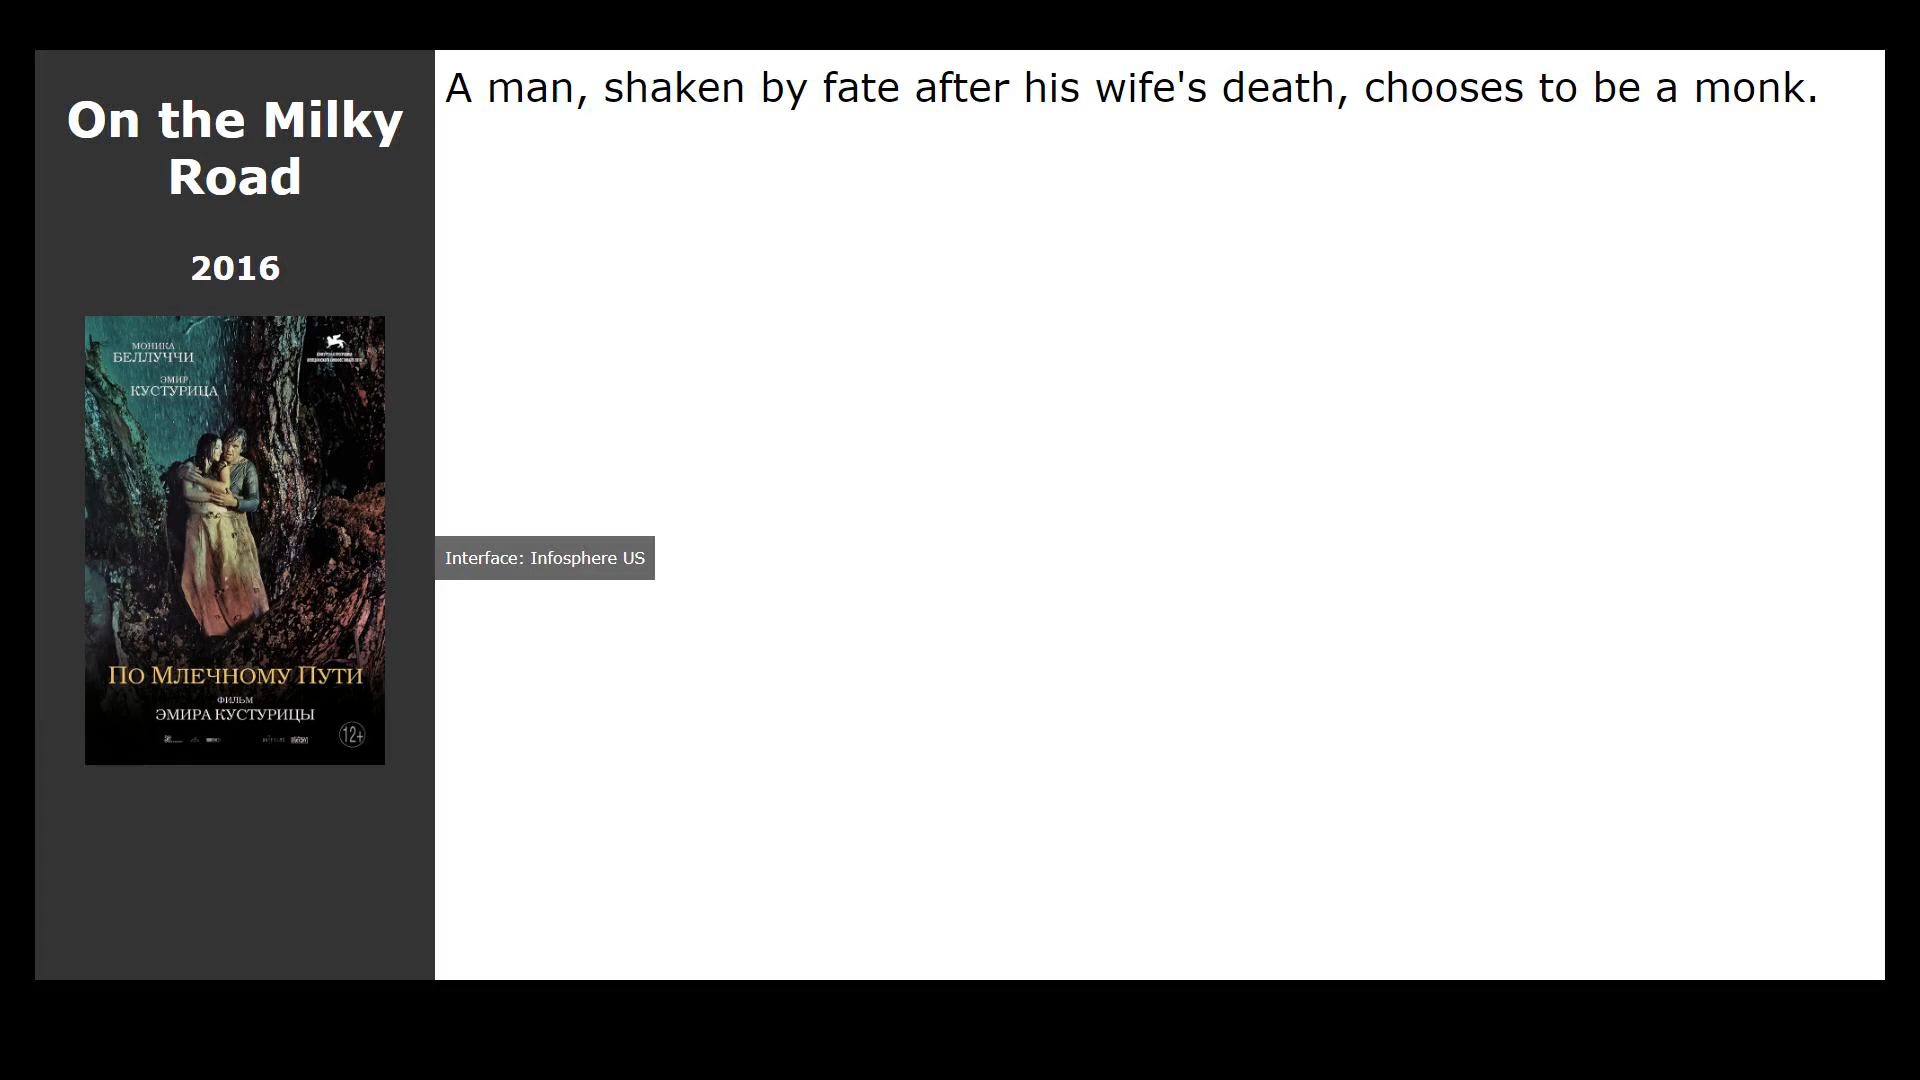 On the Milky
Road
2016
МОНИКА
БЕЛЛУЧЧИ
ЭМИР
КУСТУРИЦА
ПО МЛЕЧНОМУ ПУТИ
ФИЛЬМ
ЭМИРА КУСТУРИЦЫ
12+
A man, shaken by fate after his wife's death, chooses to be a monk.
Interface: Infosphere US